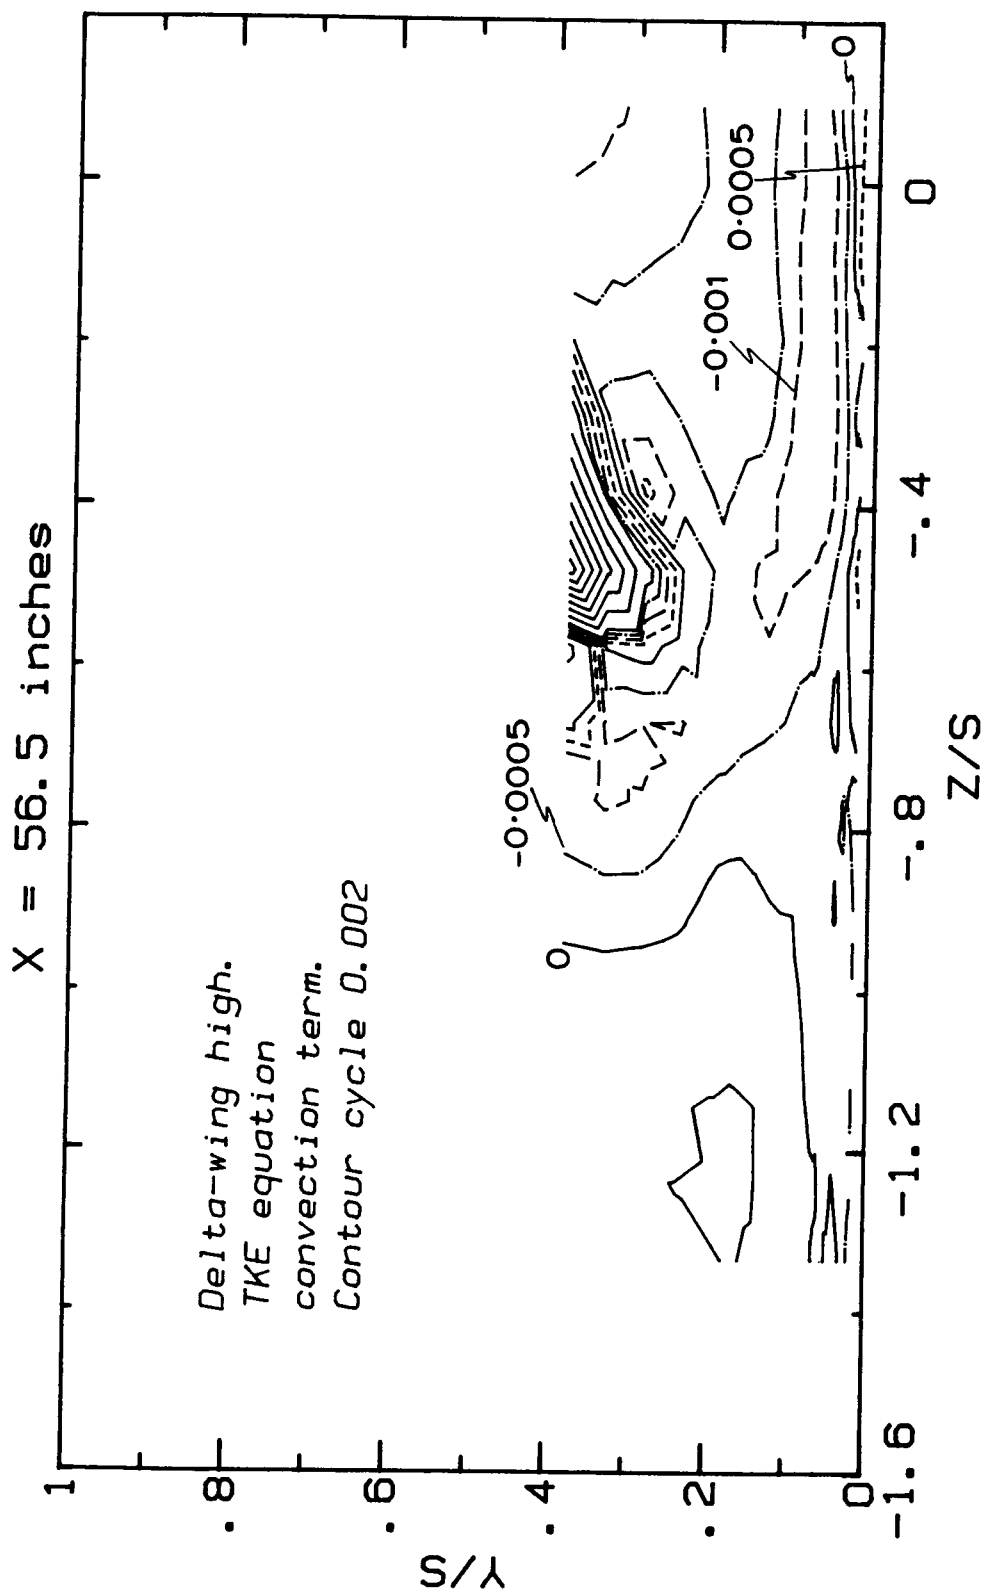 X = 56.5 inches
Delta-wing high.
TKE equation
convection term.
Contour cycle 0.002
Y/S
1
.8
.6
.4
.2
0
-1.6
-1.2
-.8
-.4
0
Z/S
0
-0·0005
-0·001
0·0005
0